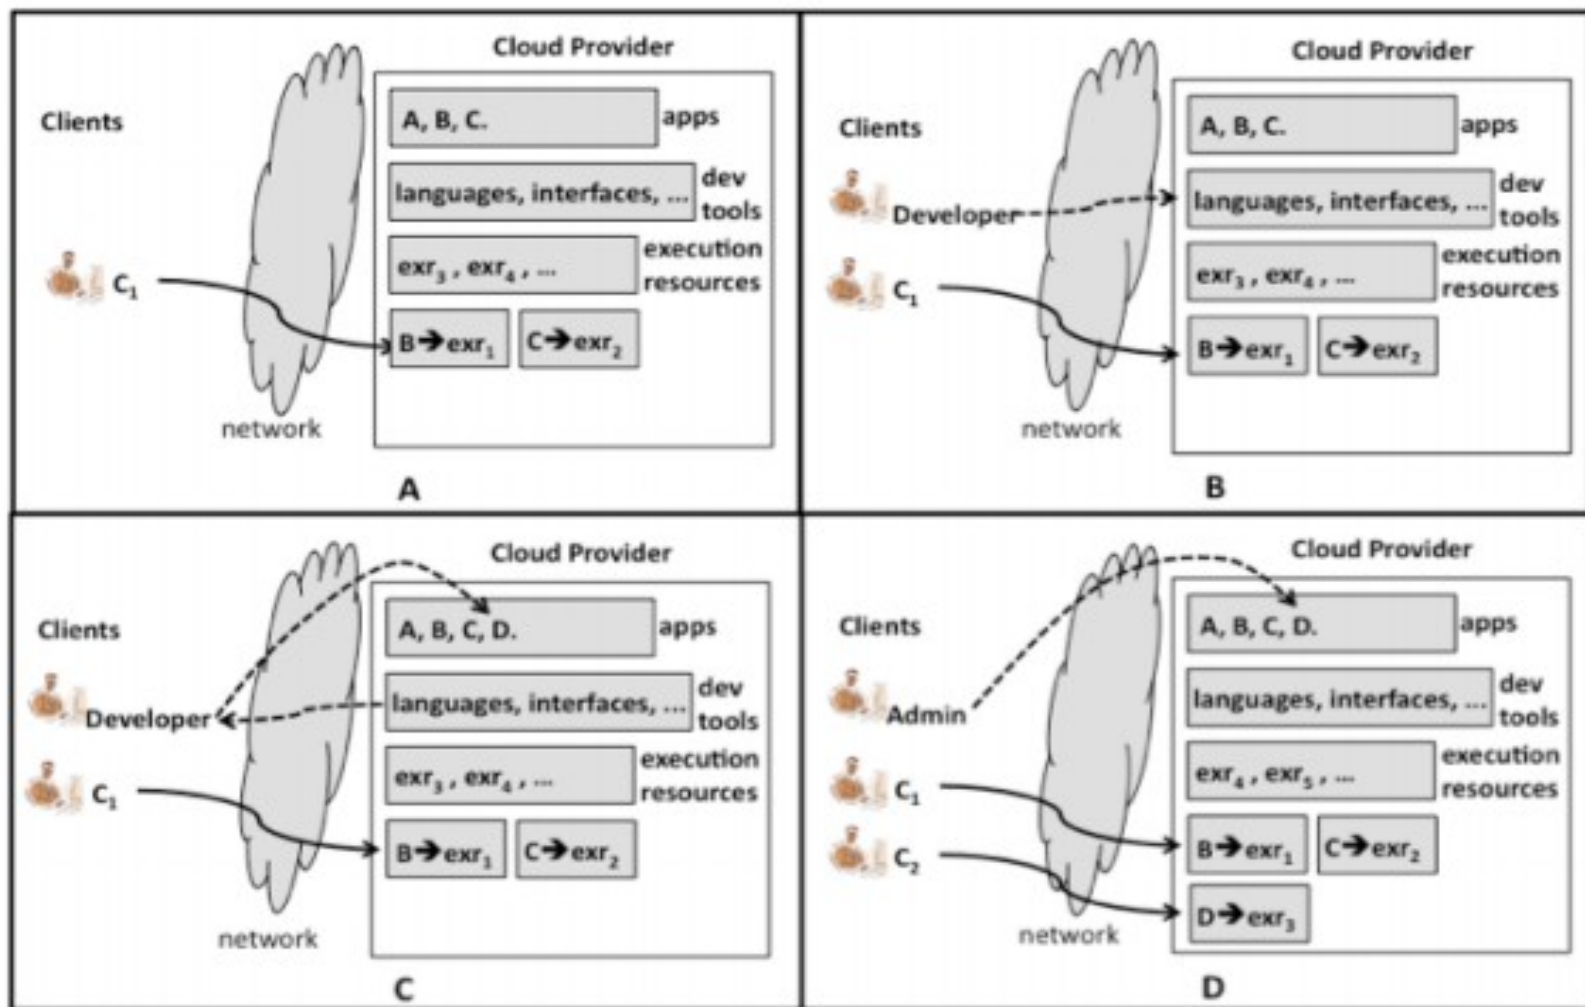 Cloud Provider
Clients
A, B, C.
apps
languages, interfaces, ...
dev
tools
exr₃ , exr₄ , ...
execution
resources
C₁
B➔exr₁
C➔exr₂
network
A
Cloud Provider
Clients
A, B, C.
apps
Developer
languages, interfaces, ...
dev
tools
exr₃ , exr₄ , ...
execution
resources
C₁
B➔exr₁
C➔exr₂
network
B
Cloud Provider
Clients
A, B, C, D.
apps
Developer
languages, interfaces, ...
dev
tools
exr₃ , exr₄ , ...
execution
resources
C₁
B➔exr₁
C➔exr₂
network
C
Cloud Provider
Clients
A, B, C, D.
apps
Admin
languages, interfaces, ...
dev
tools
exr₄ , exr₅ , ...
execution
resources
C₁
B➔exr₁
C➔exr₂
C₂
D➔exr₃
network
D